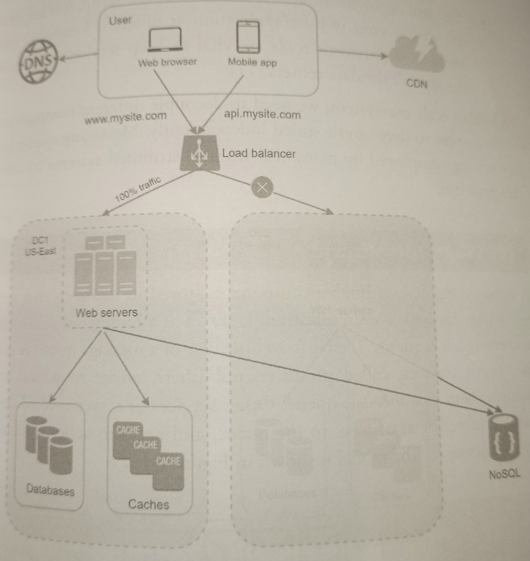 User
DNS
Web browser
Mobile app
CDN
www.mysite.com
api.mysite.com
Load balancer
100% traffic
DC1
US-East
Web servers
CACHE
CACHE
CACHE
Databases
Caches
Databases
NoSQL